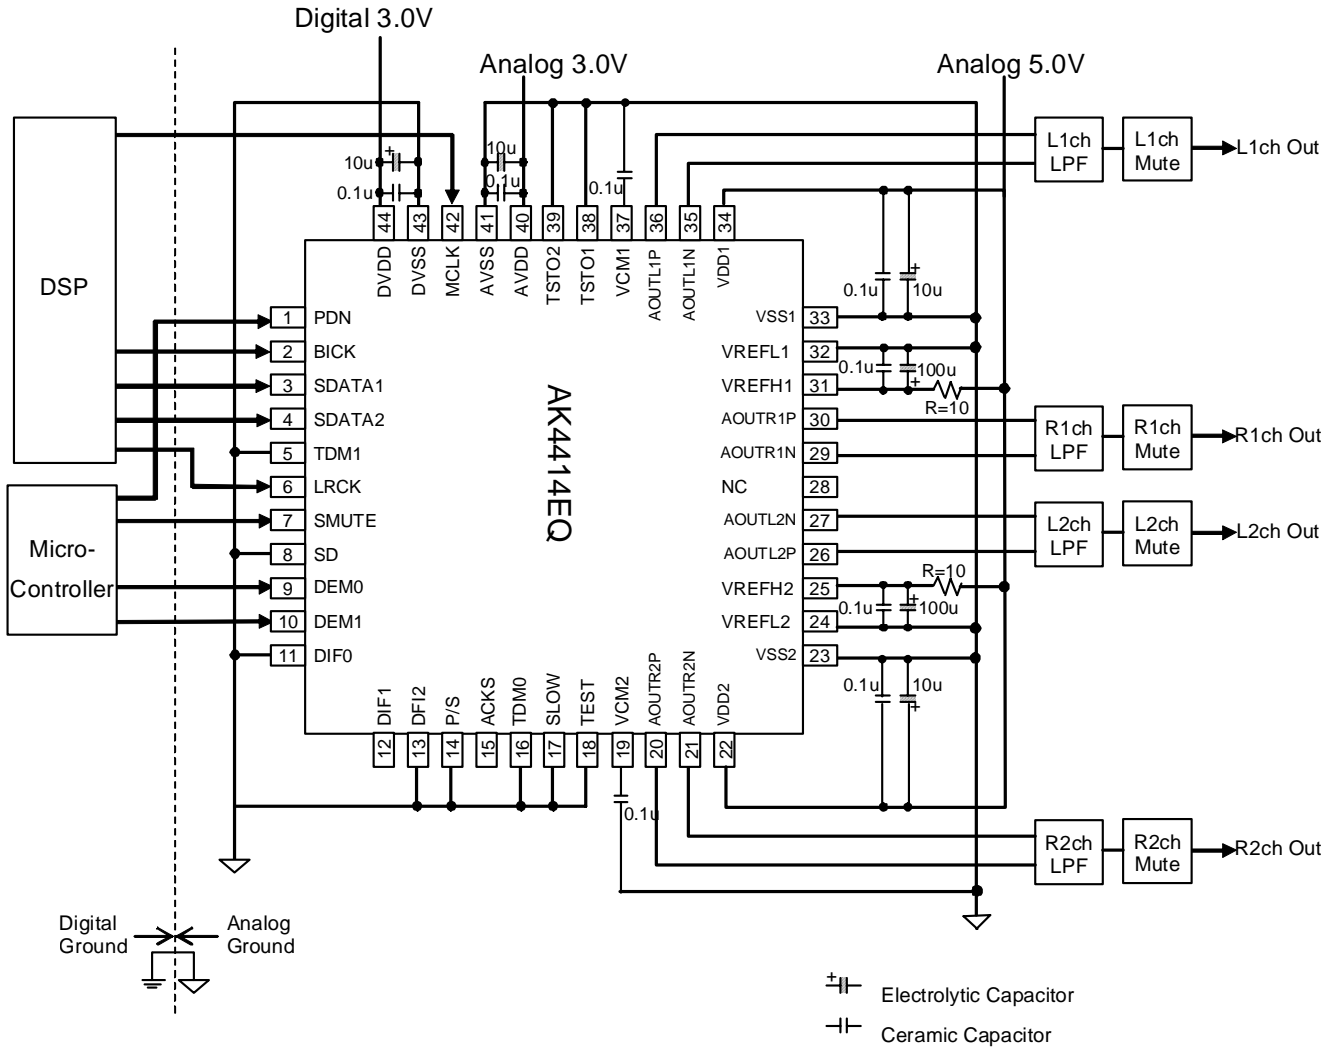 Digital 3.0V
Analog 3.0V
Analog 5.0V
DSP
Micro-
Controller
10u
0.1u
10u
0.1u
0.1u
44
43
42
41
40
39
38
37
36
35
34
DVDD
DVSS
MCLK
AVSS
AVDD
TSTO2
TSTO1
VCM1
AOUTL1P
AOUTL1N
VDD1
1 PDN
2 BICK
3 SDATA1
4 SDATA2
5 TDM1
6 LRCK
7 SMUTE
8 SD
9 DEM0
10 DEM1
11 DIF0
AK4414EQ
VSS1 33
VREFL1 32
VREFH1 31
AOUTR1P 30
AOUTR1N 29
NC 28
AOUTL2N 27
AOUTL2P 26
VREFH2 25
VREFL2 24
VSS2 23
0.1u
10u
0.1u
100u
R=10
R=10
0.1u
100u
0.1u
10u
DIF1
DFI2
P/S
ACKS
TDM0
SLOW
TEST
VCM2
AOUTR2P
AOUTR2N
VDD2
12
13
14
15
16
17
18
19
20
21
22
0.1u
L1ch
LPF
L1ch
Mute
L1ch Out
R1ch
LPF
R1ch
Mute
R1ch Out
L2ch
LPF
L2ch
Mute
L2ch Out
R2ch
LPF
R2ch
Mute
R2ch Out
Digital
Ground
Analog
Ground
+ Electrolytic Capacitor
Ceramic Capacitor